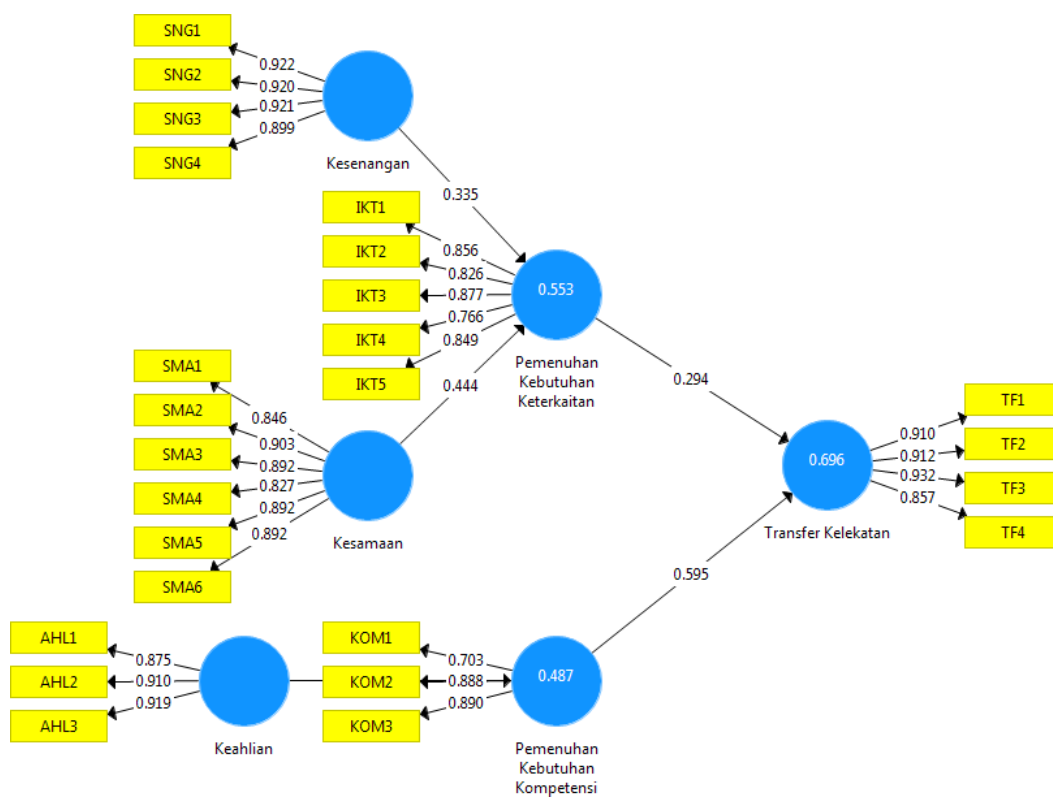 SNG1
SNG2
SNG3
SNG4
0.922
0.920
0.921
0.899
Kesenangan
0.335
IKT1
IKT2
IKT3
IKT4
IKT5
0.856
0.826
0.877
0.766
0.849
0.553
Pemenuhan
Kebutuhan
Keterkaitan
0.444
0.294
SMA1
SMA2
SMA3
SMA4
SMA5
SMA6
0.846
0.903
0.892
0.827
0.892
0.892
Kesamaan
0.696
Transfer Kelekatan
0.910
0.912
0.932
0.857
TF1
TF2
TF3
TF4
0.595
AHL1
AHL2
AHL3
0.875
0.910
0.919
Keahlian
KOM1
KOM2
KOM3
0.703
0.888
0.890
0.487
Pemenuhan
Kebutuhan
Kompetensi